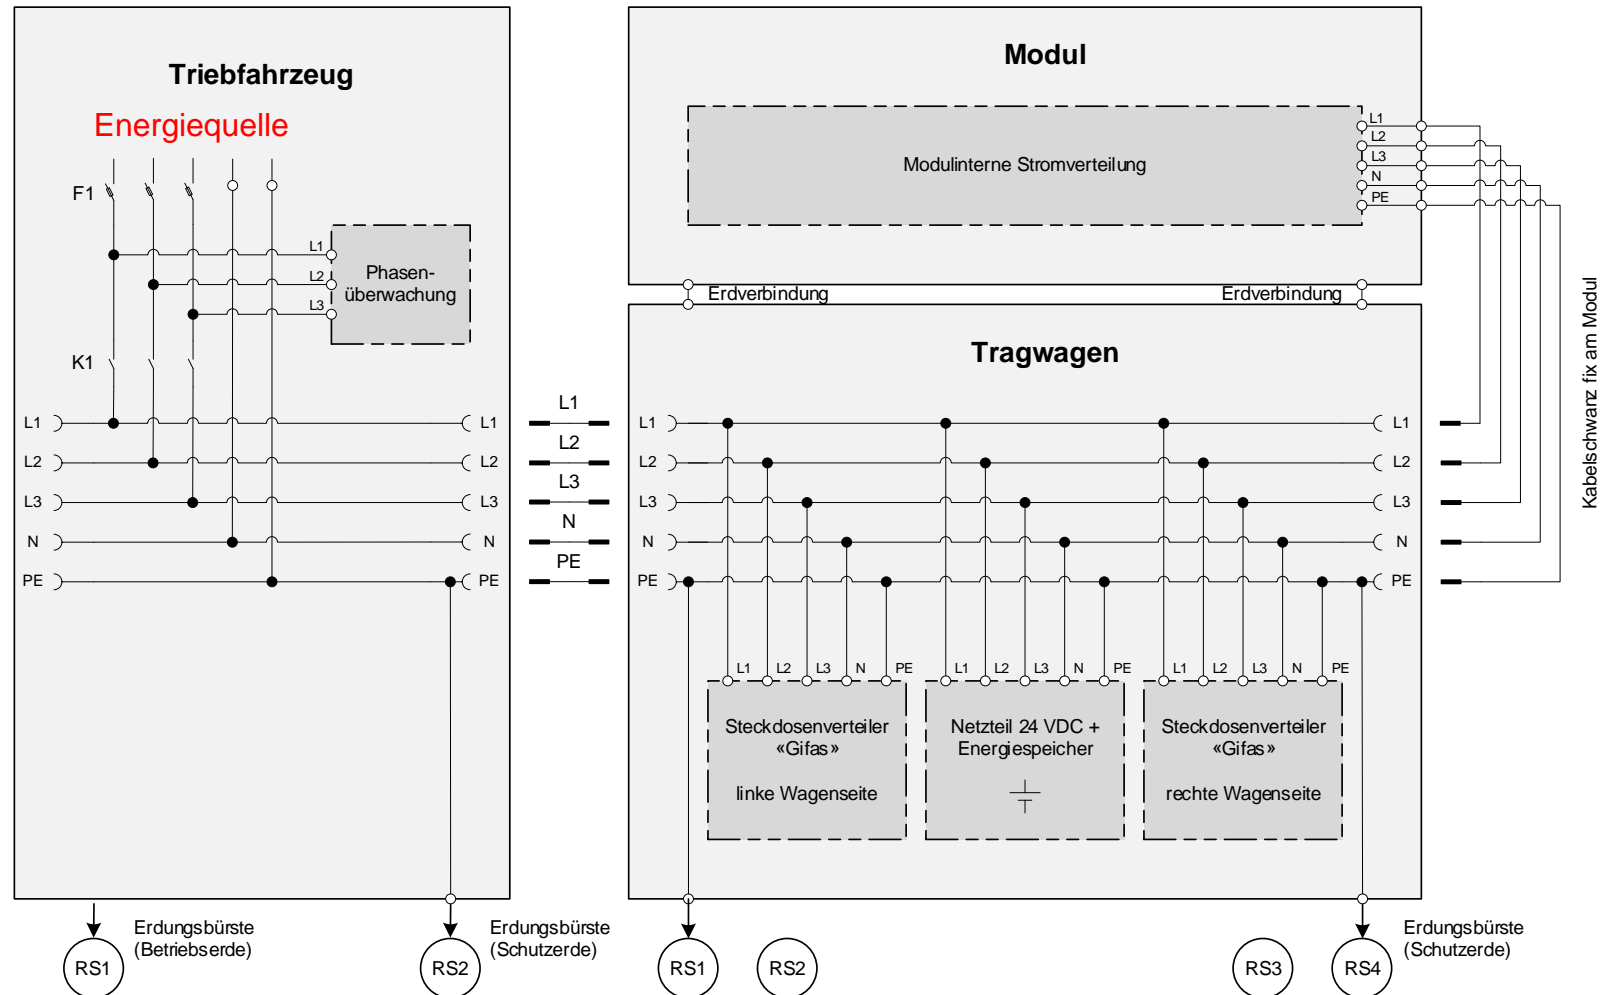 Triebfahrzeug
Energiequelle
F1
L1
L2
L3
Phasen-
überwachung
K1
L1
L1
L2
L2
L3
L3
N
N
PE
PE
Erdungsbürste
(Betriebserde)
RS1
Erdungsbürste
(Schutzerde)
RS2
L1
L2
L3
N
PE
Modul
Modulinterne Stromverteilung
L1
L2
L3
N
PE
Erdverbindung
Erdverbindung
Kabelschwanz fix am Modul
Tragwagen
L1
L1
L2
L2
L3
L3
N
N
PE
PE
L1 L2 L3 N PE
L1 L2 L3 N PE
L1 L2 L3 N PE
Steckdosenverteiler
«Gifas»
linke Wagenseite
Netzteil 24 VDC +
Energiespeicher
Steckdosenverteiler
«Gifas»
rechte Wagenseite
RS1
RS2
RS3
RS4
Erdungsbürste
(Schutzerde)